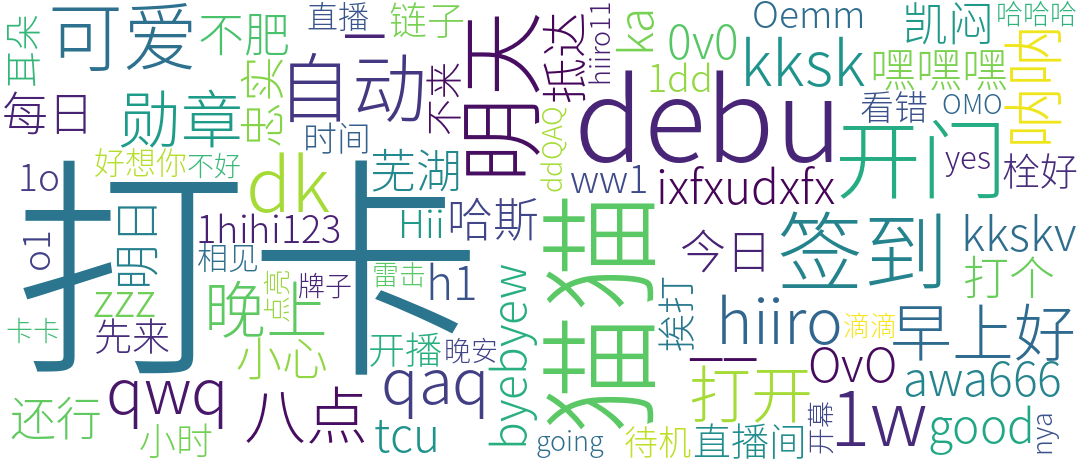 可爱
不肥
直播
一
链子
明天
抵达
hiiro11
ka
0v0
Oemm
kksk
凯闷
哈哈哈
呐呐
耳朵
每日
勋章
忠实
自动
不来
1dd
debu
嘿嘿嘿
看错
OMO
时间
好想你
不好
芜湖
ddQAQ
ww1
ixfxudxfx
开门
yes
栓好
1o
o1
明日
打卡
dk
1hihi123
Hii
哈斯
猫猫
今日
签到
kkskv
打个
相见
雷击
h1
zzz
晚上
点亮
牌子
卡卡
先来
小心
开播
晚安
byebyew
挨打
hiiro
滴滴
早上好
qwq
八点
qaq
打开
OvO
awa666
还行
小时
tcu
going
待机
直播间
开幕
1w
good
nya